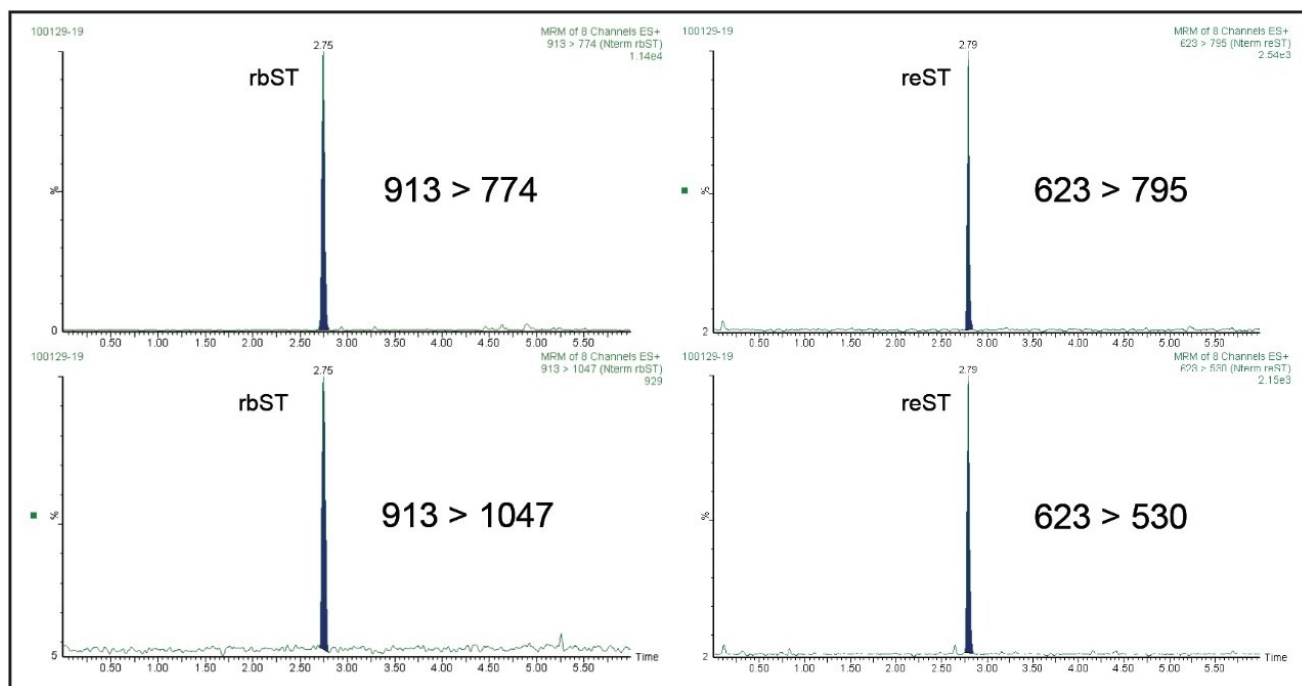 100129-19
MRM of 8 Channels ES+
913 > 774 (Nterm rbST)
1.14e4
2.75
rbST
913 > 774
%
0
0.50 1.00 1.50 2.00 2.50 3.00 3.50 4.00 4.50 5.00 5.50
100129-19
MRM of 8 Channels ES+
623 > 795 (Nterm reST)
2.54e3
2.79
reST
623 > 795
%
2
0.50 1.00 1.50 2.00 2.50 3.00 3.50 4.00 4.50 5.00 5.50
100129-19
MRM of 8 Channels ES+
913 > 1047 (Nterm rbST)
929
2.75
rbST
913 > 1047
%
5
0.50 1.00 1.50 2.00 2.50 3.00 3.50 4.00 4.50 5.00 5.50 Time
100129-19
MRM of 8 Channels ES+
623 > 530 (Nterm reST)
2.15e3
2.79
reST
623 > 530
%
2
0.50 1.00 1.50 2.00 2.50 3.00 3.50 4.00 4.50 5.00 5.50 Time